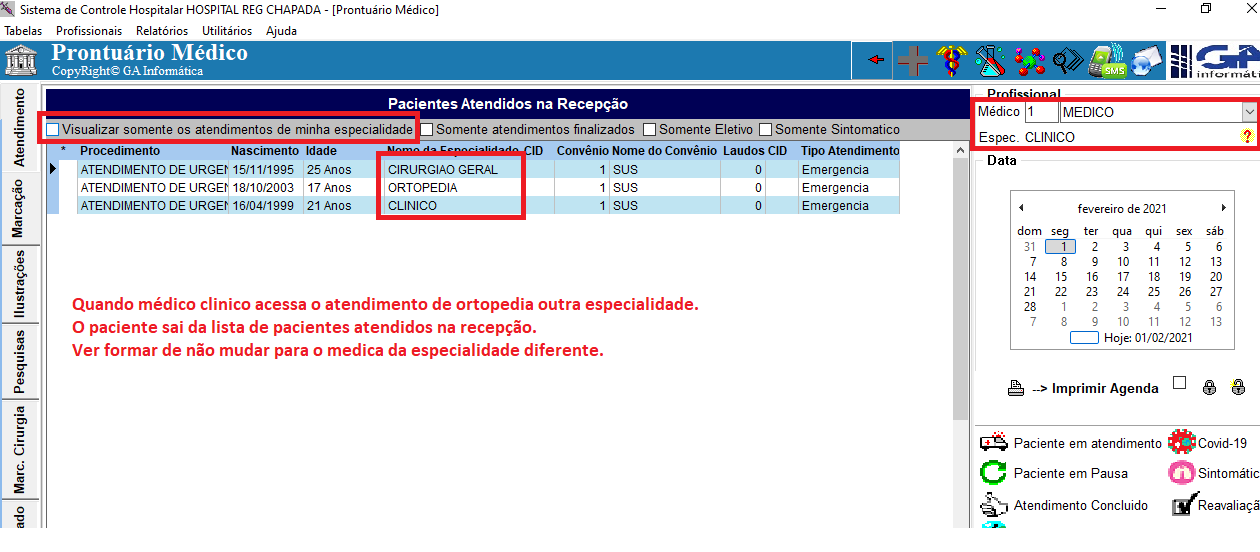 Sistema de Controle Hospitalar HOSPITAL REG CHAPADA - [Prontuário Médico]
Tabelas Profissionais Relatórios Utilitários Ajuda
Prontuário Médico
CopyRight© GA Informática
SMS
GA
informáti
Atendimento
Marcação
Ilustrações
Pesquisas
Marc. Cirurgia
ado
Pacientes Atendidos na Recepção
Visualizar somente os atendimentos de minha especialidade Somente atendimentos finalizados Somente Eletivo Somente Sintomatico
* Procedimento Nascimento Idade Nome da Especialidade CID Convênio Nome do Convênio Laudos CID Tipo Atendimento
ATENDIMENTO DE URGEN 15/11/1995 25 Anos CIRURGIAO GERAL 1 SUS 0 Emergencia
ATENDIMENTO DE URGEN 18/10/2003 17 Anos ORTOPEDIA 1 SUS 0 Emergencia
ATENDIMENTO DE URGEN 16/04/1999 21 Anos CLINICO 1 SUS 0 Emergencia
Quando médico clinico acessa o atendimento de ortopedia outra especialidade.
O paciente sai da lista de pacientes atendidos na recepção.
Ver formar de não mudar para o medica da especialidade diferente.
Profissional
Médico 1 MEDICO
Espec. CLINICO ?
Data
fevereiro de 2021
dom seg ter qua qui sex sáb
31 1 2 3 4 5 6
7 8 9 10 11 12 13
14 15 16 17 18 19 20
21 22 23 24 25 26 27
28 1 2 3 4 5 6
7 8 9 10 11 12 13
Hoje: 01/02/2021
--> Imprimir Agenda
Paciente em atendimento Covid-19
Paciente em Pausa Sintomátic
Atendimento Concluido Reavaliaçã